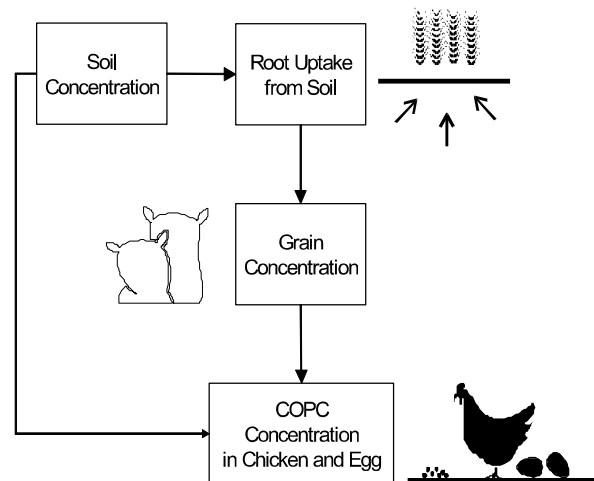 Soil
Concentration
Root Uptake
from Soil
Grain
Concentration
COPC
Concentration
in Chicken and Egg